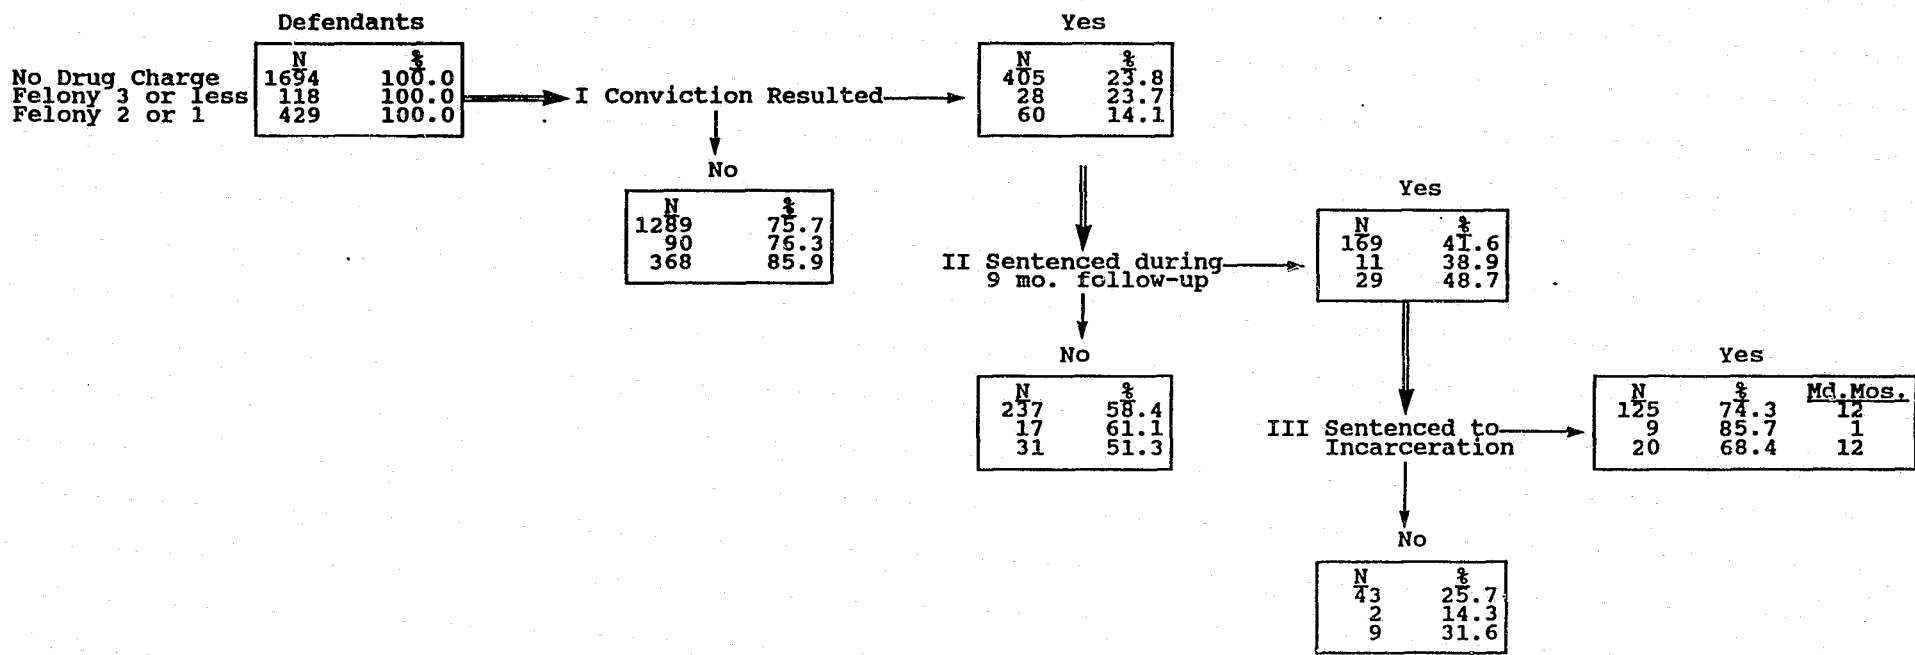 Defendants
N %
No Drug Charge 1694 100.0
Felony 3 or less 118 100.0
Felony 2 or 1 429 100.0
I Conviction Resulted
Yes
N %
405 23.8
28 23.7
60 14.1
No
N %
1289 75.7
90 76.3
368 85.9
II Sentenced during
9 mo. follow-up
Yes
N %
169 41.6
11 38.9
29 48.7
No
N %
237 58.4
17 61.1
31 51.3
III Sentenced to
Incarceration
Yes
N % Md.Mos.
125 74.3 12
9 85.7 1
20 68.4 12
No
N %
43 25.7
2 14.3
9 31.6